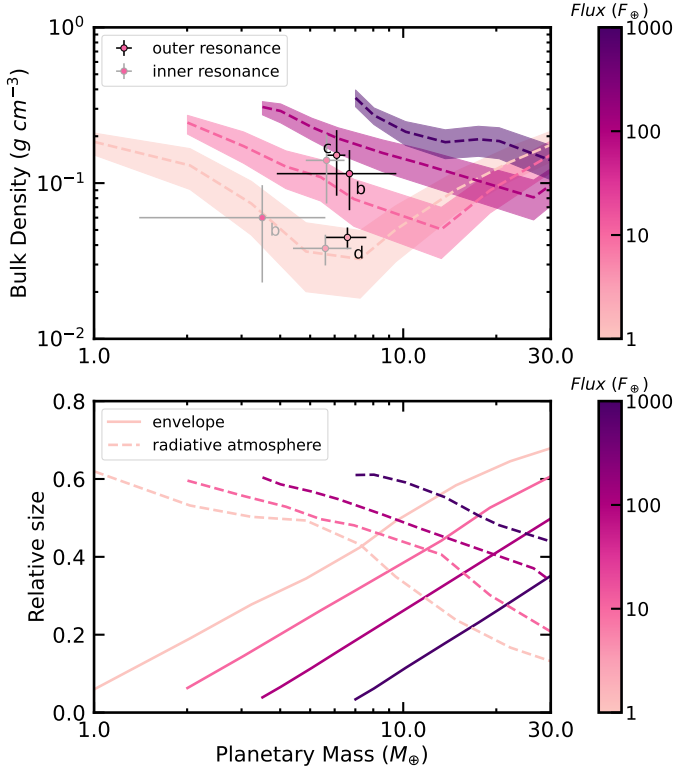 Flux (F⊕)
10⁰
10⁻¹
10⁻²
Bulk Density (g cm⁻³)
outer resonance
inner resonance
c
b
b
d
1.0
10.0
30.0
1000
100
10
1
Flux (F⊕)
0.8
0.6
0.4
0.2
0.0
Relative size
envelope
radiative atmosphere
1.0
10.0
30.0
Planetary Mass (M⊕)
1000
100
10
1